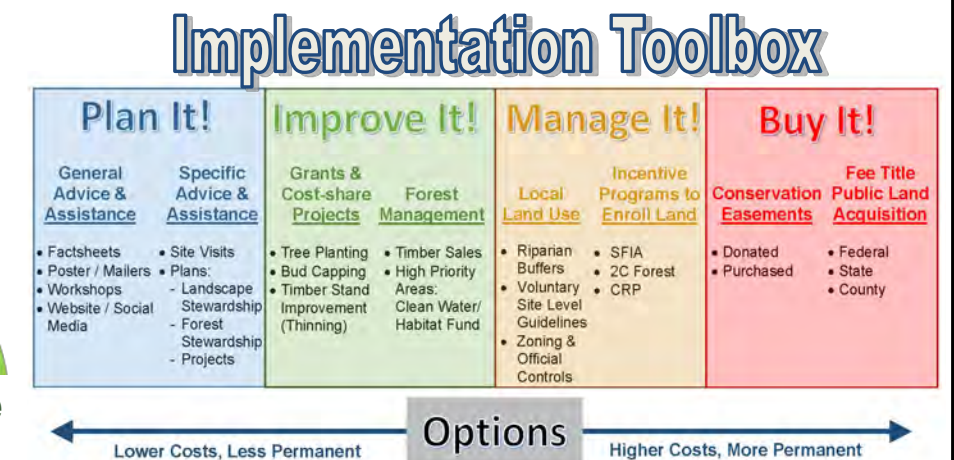 Implementation Toolbox
Plan It!
General
Advice &
Assistance
• Factsheets
• Poster / Mailers
• Workshops
• Website / Social
Media
Specific
Advice &
Assistance
• Site Visits
• Plans:
- Landscape
Stewardship
- Forest
Stewardship
- Projects
Improve It!
Grants &
Cost-share
Projects
• Tree Planting
• Bud Capping
• Timber Stand
Improvement
(Thinning)
Forest
Management
• Timber Sales
• High Priority
Areas:
Clean Water/
Habitat Fund
Manage It!
Local
Land Use
• Riparian
Buffers
• Voluntary
Site Level
Guidelines
• Zoning &
Official
Controls
Incentive
Programs to
Enroll Land
• SFIA
• 2C Forest
• CRP
Buy It!
Conservation
Easements
• Donated
• Purchased
Fee Title
Public Land
Acquisition
• Federal
• State
• County
Options
Lower Costs, Less Permanent
Higher Costs, More Permanent